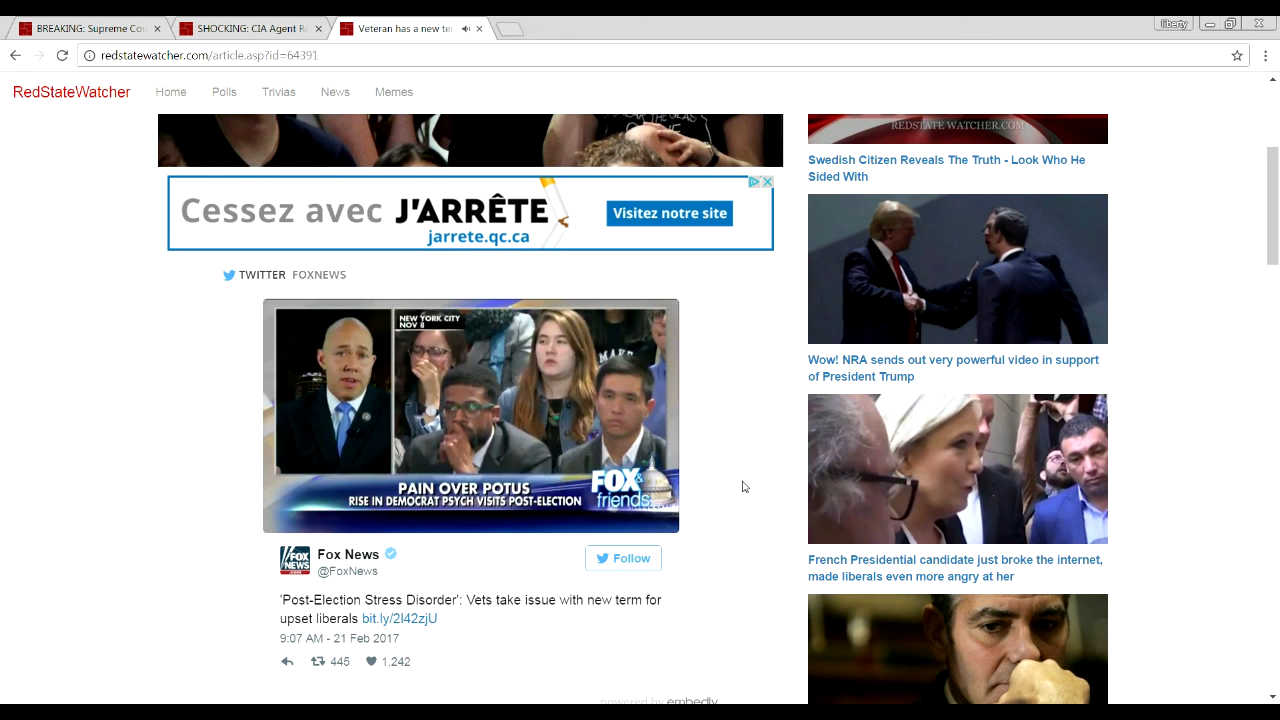 BREAKING: Supreme Cou
SHOCKING: CIA Agent R
Veteran has a new te
liberty
redstatewatcher.com/article.asp?id=64391
RedStateWatcher
Home
Polls
Trivias
News
Memes
REDSTATE WATCHER.COM
Swedish Citizen Reveals The Truth - Look Who He
Sided With
Cessez avec J'ARRÊTE
jarrete.qc.ca
Visitez notre site
TWITTER FOXNEWS
NEW YORK CITY
NOV 8
PAIN OVER POTUS
RISE IN DEMOCRAT PSYCH VISITS POST-ELECTION
FOX
& friends
Wow! NRA sends out very powerful video in support
of President Trump
FOX
NEWS
Fox News
@FoxNews
Follow
'Post-Election Stress Disorder': Vets take issue with new term for
upset liberals bit.ly/2l42zjU
9:07 AM - 21 Feb 2017
445
1,242
French Presidential candidate just broke the internet,
made liberals even more angry at her
powered by embedly